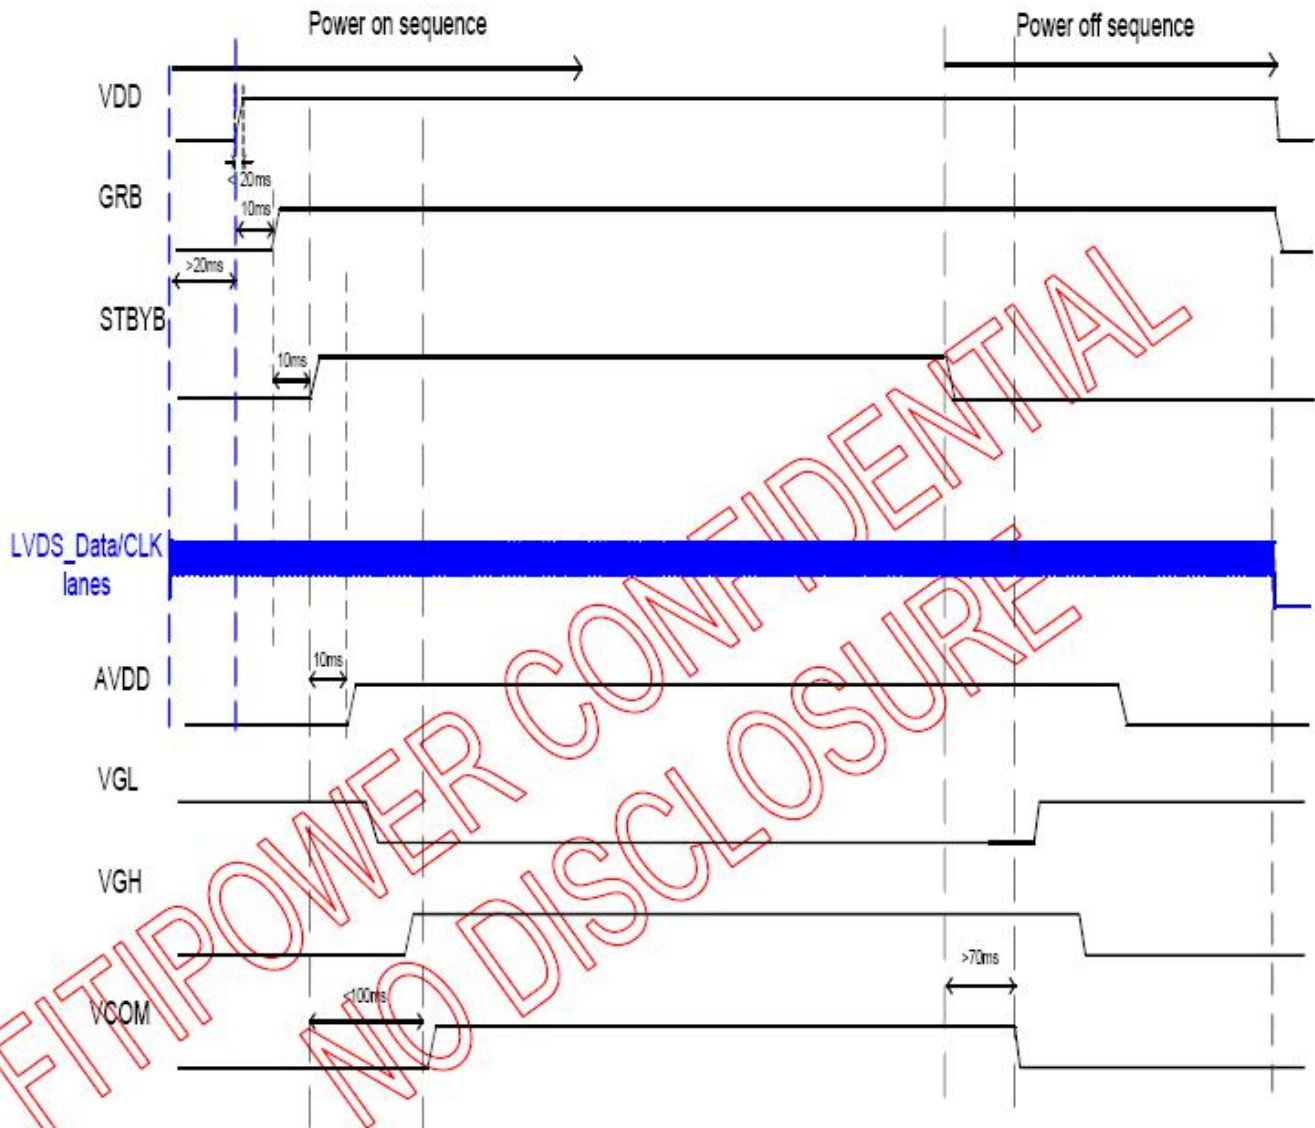 Power on sequence
Power off sequence
VDD
< 20ms
GRB
10ms
>20ms
STBYB
10ms
LVDS_Data/CLK
lanes
10ms
AVDD
VGL
VGH
>70ms
<100ms
VCOM
FITIPOWER CONFIDENTIAL
NO DISCLOSURE